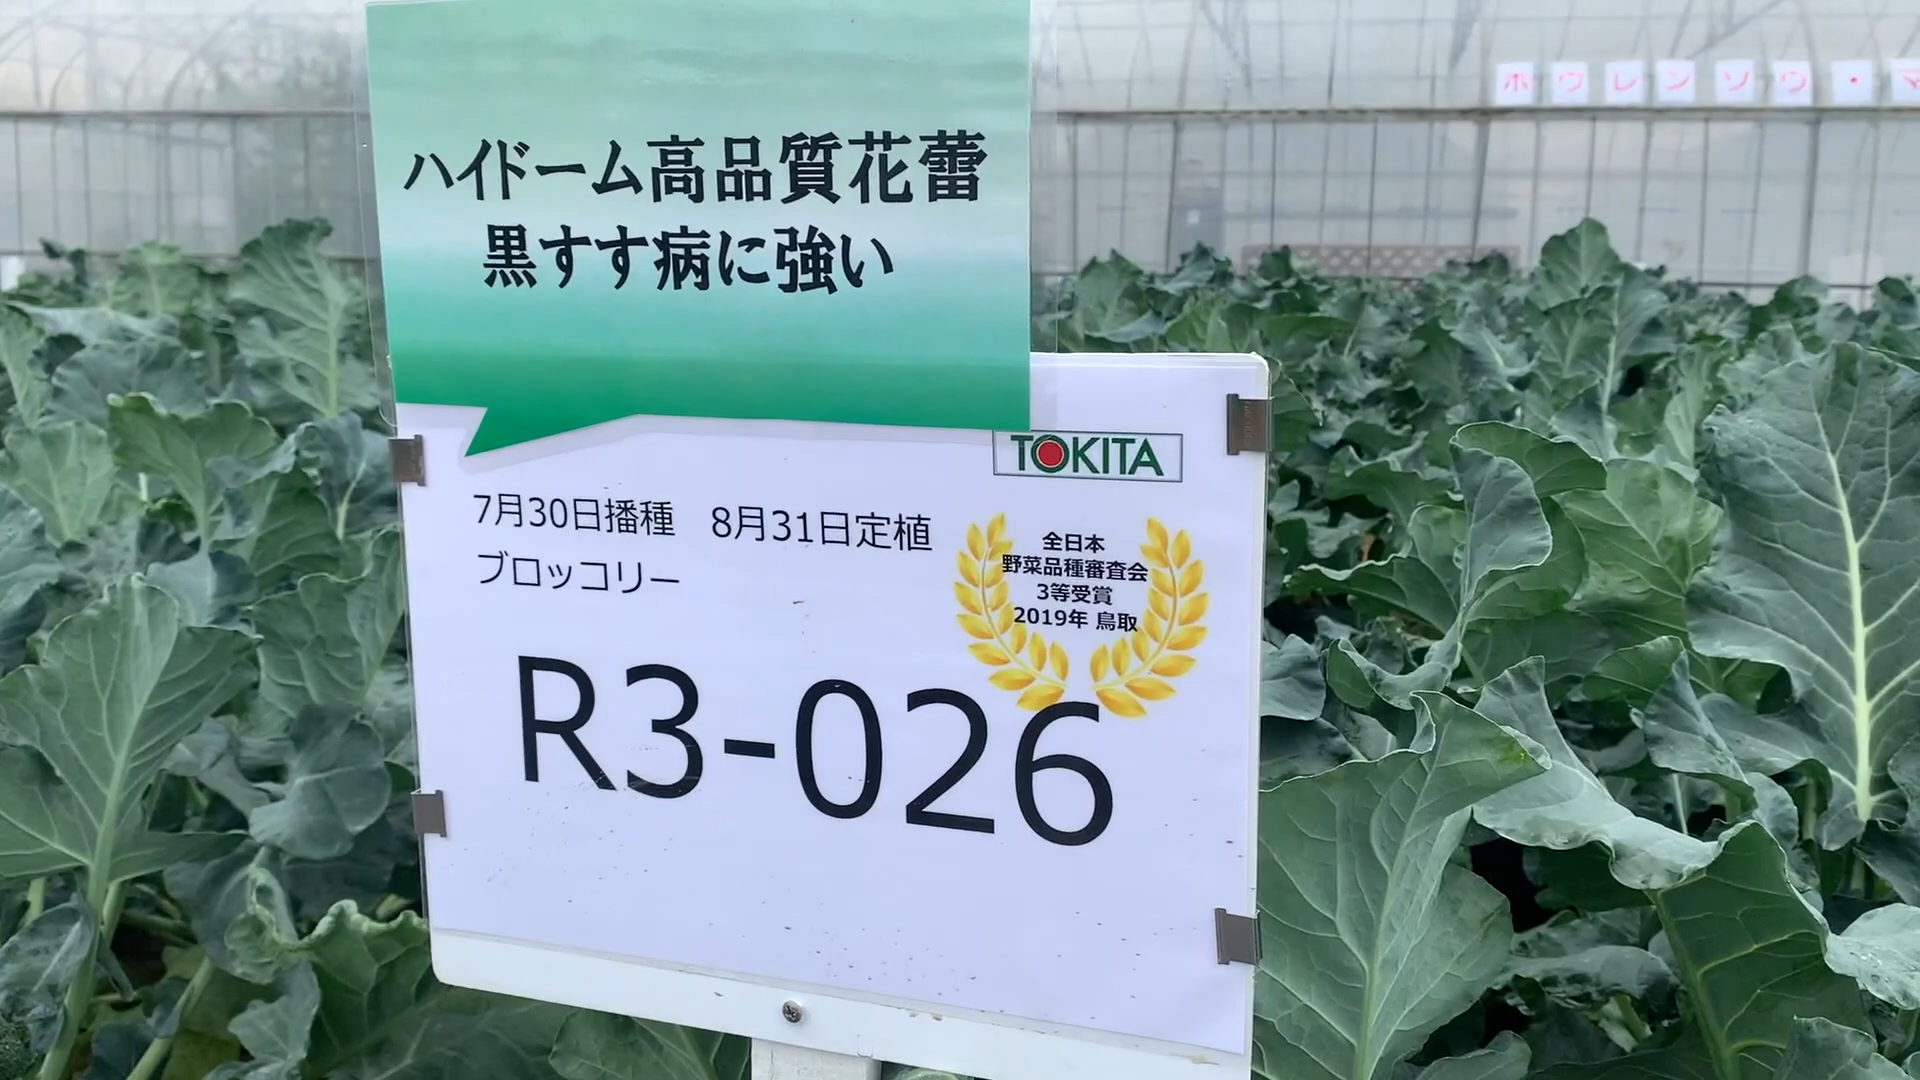 ホウレンソウ・マ
ハイドーム高品質花蕾
黒すす病に強い
TOKITA
7月30日播種 8月31日定植
ブロッコリー
全日本
野菜品種審査会
3等受賞
2019年 鳥取
R3-026